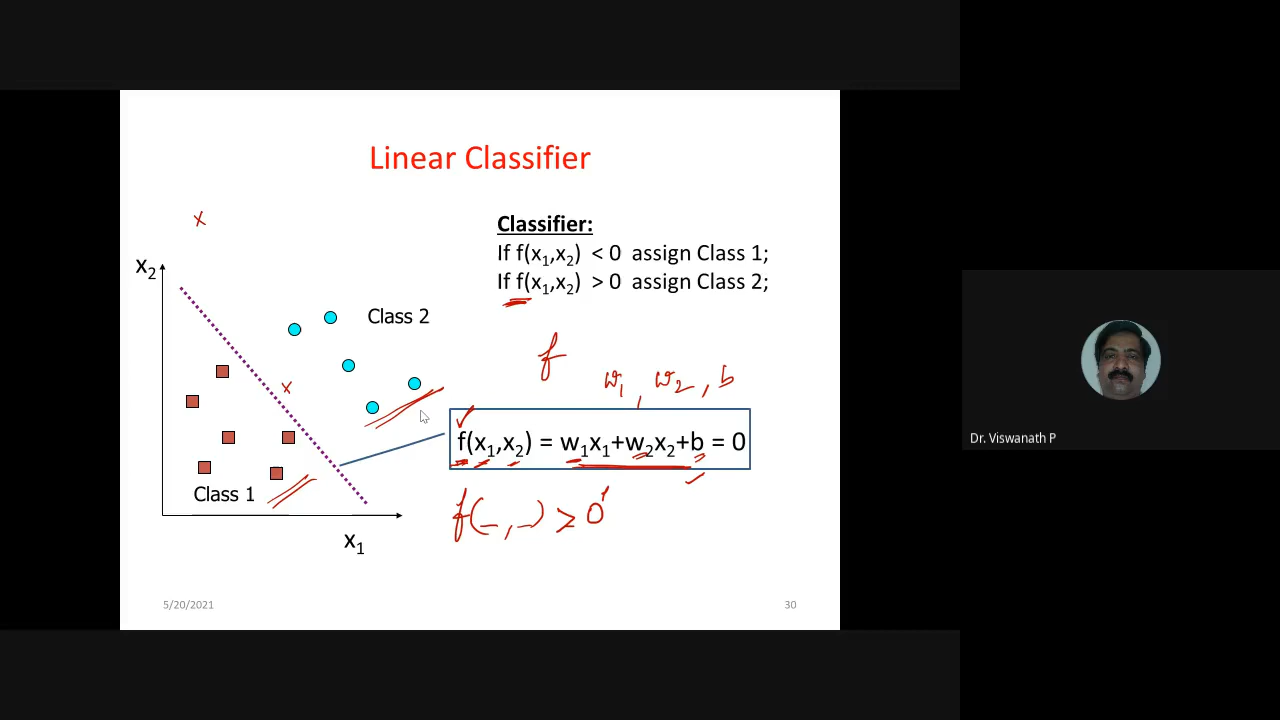 Linear Classifier
x
Classifier:
If f(x₁,x₂) < 0 assign Class 1;
If f(x₁,x₂) > 0 assign Class 2;
x₂
Class 2
f
w₁, w₂, b
x
f(x₁,x₂) = w₁x₁+w₂x₂+b = 0
Class 1
f(_,_) > 0
x₁
5/20/2021
30
Dr. Viswanath P